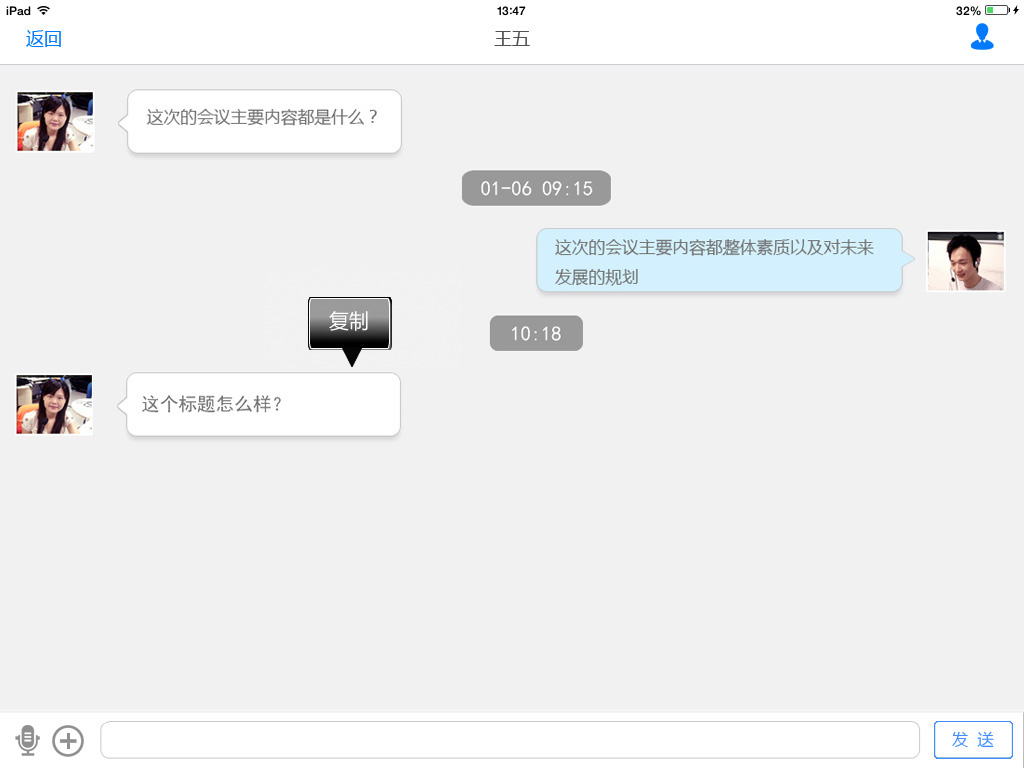 iPad 13:47 32%
返回 王五
这次的会议主要内容都是什么？
01-06 09:15
这次的会议主要内容都整体素质以及对未来
发展的规划
复制
10:18
这个标题怎么样?
发 送